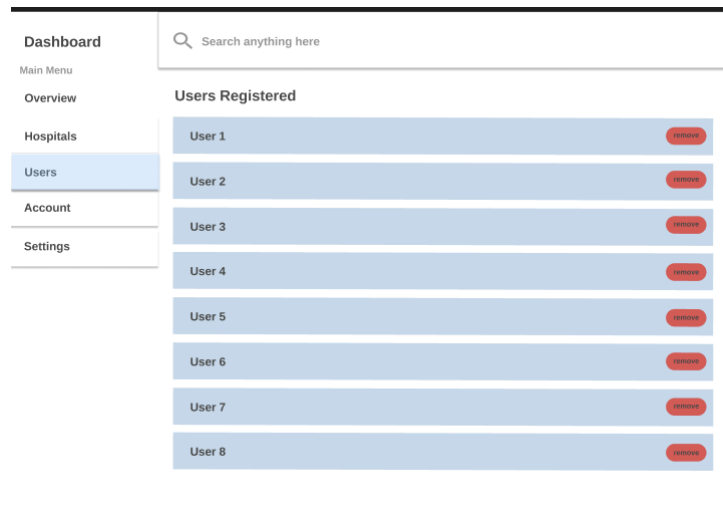 Dashboard
Main Menu
Overview
Hospitals
Users
Account
Settings
Search anything here
Users Registered
User 1 remove
User 2 remove
User 3 remove
User 4 remove
User 5 remove
User 6 remove
User 7 remove
User 8 remove